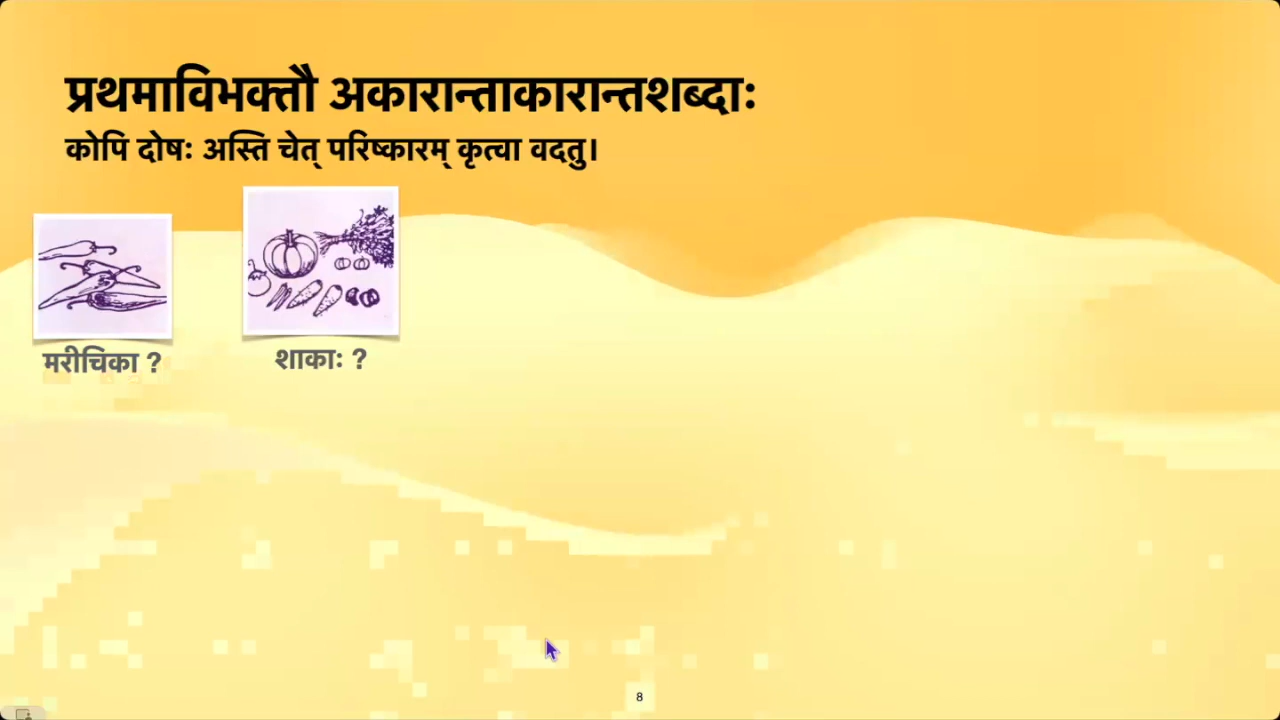 प्रथमाविभक्तौ अकारान्ताकारान्तशब्दाः
कोपि दोषः अस्ति चेत् परिष्कारम् कृत्वा वदतु।
मरीचिका ?
शाकाः ?
8